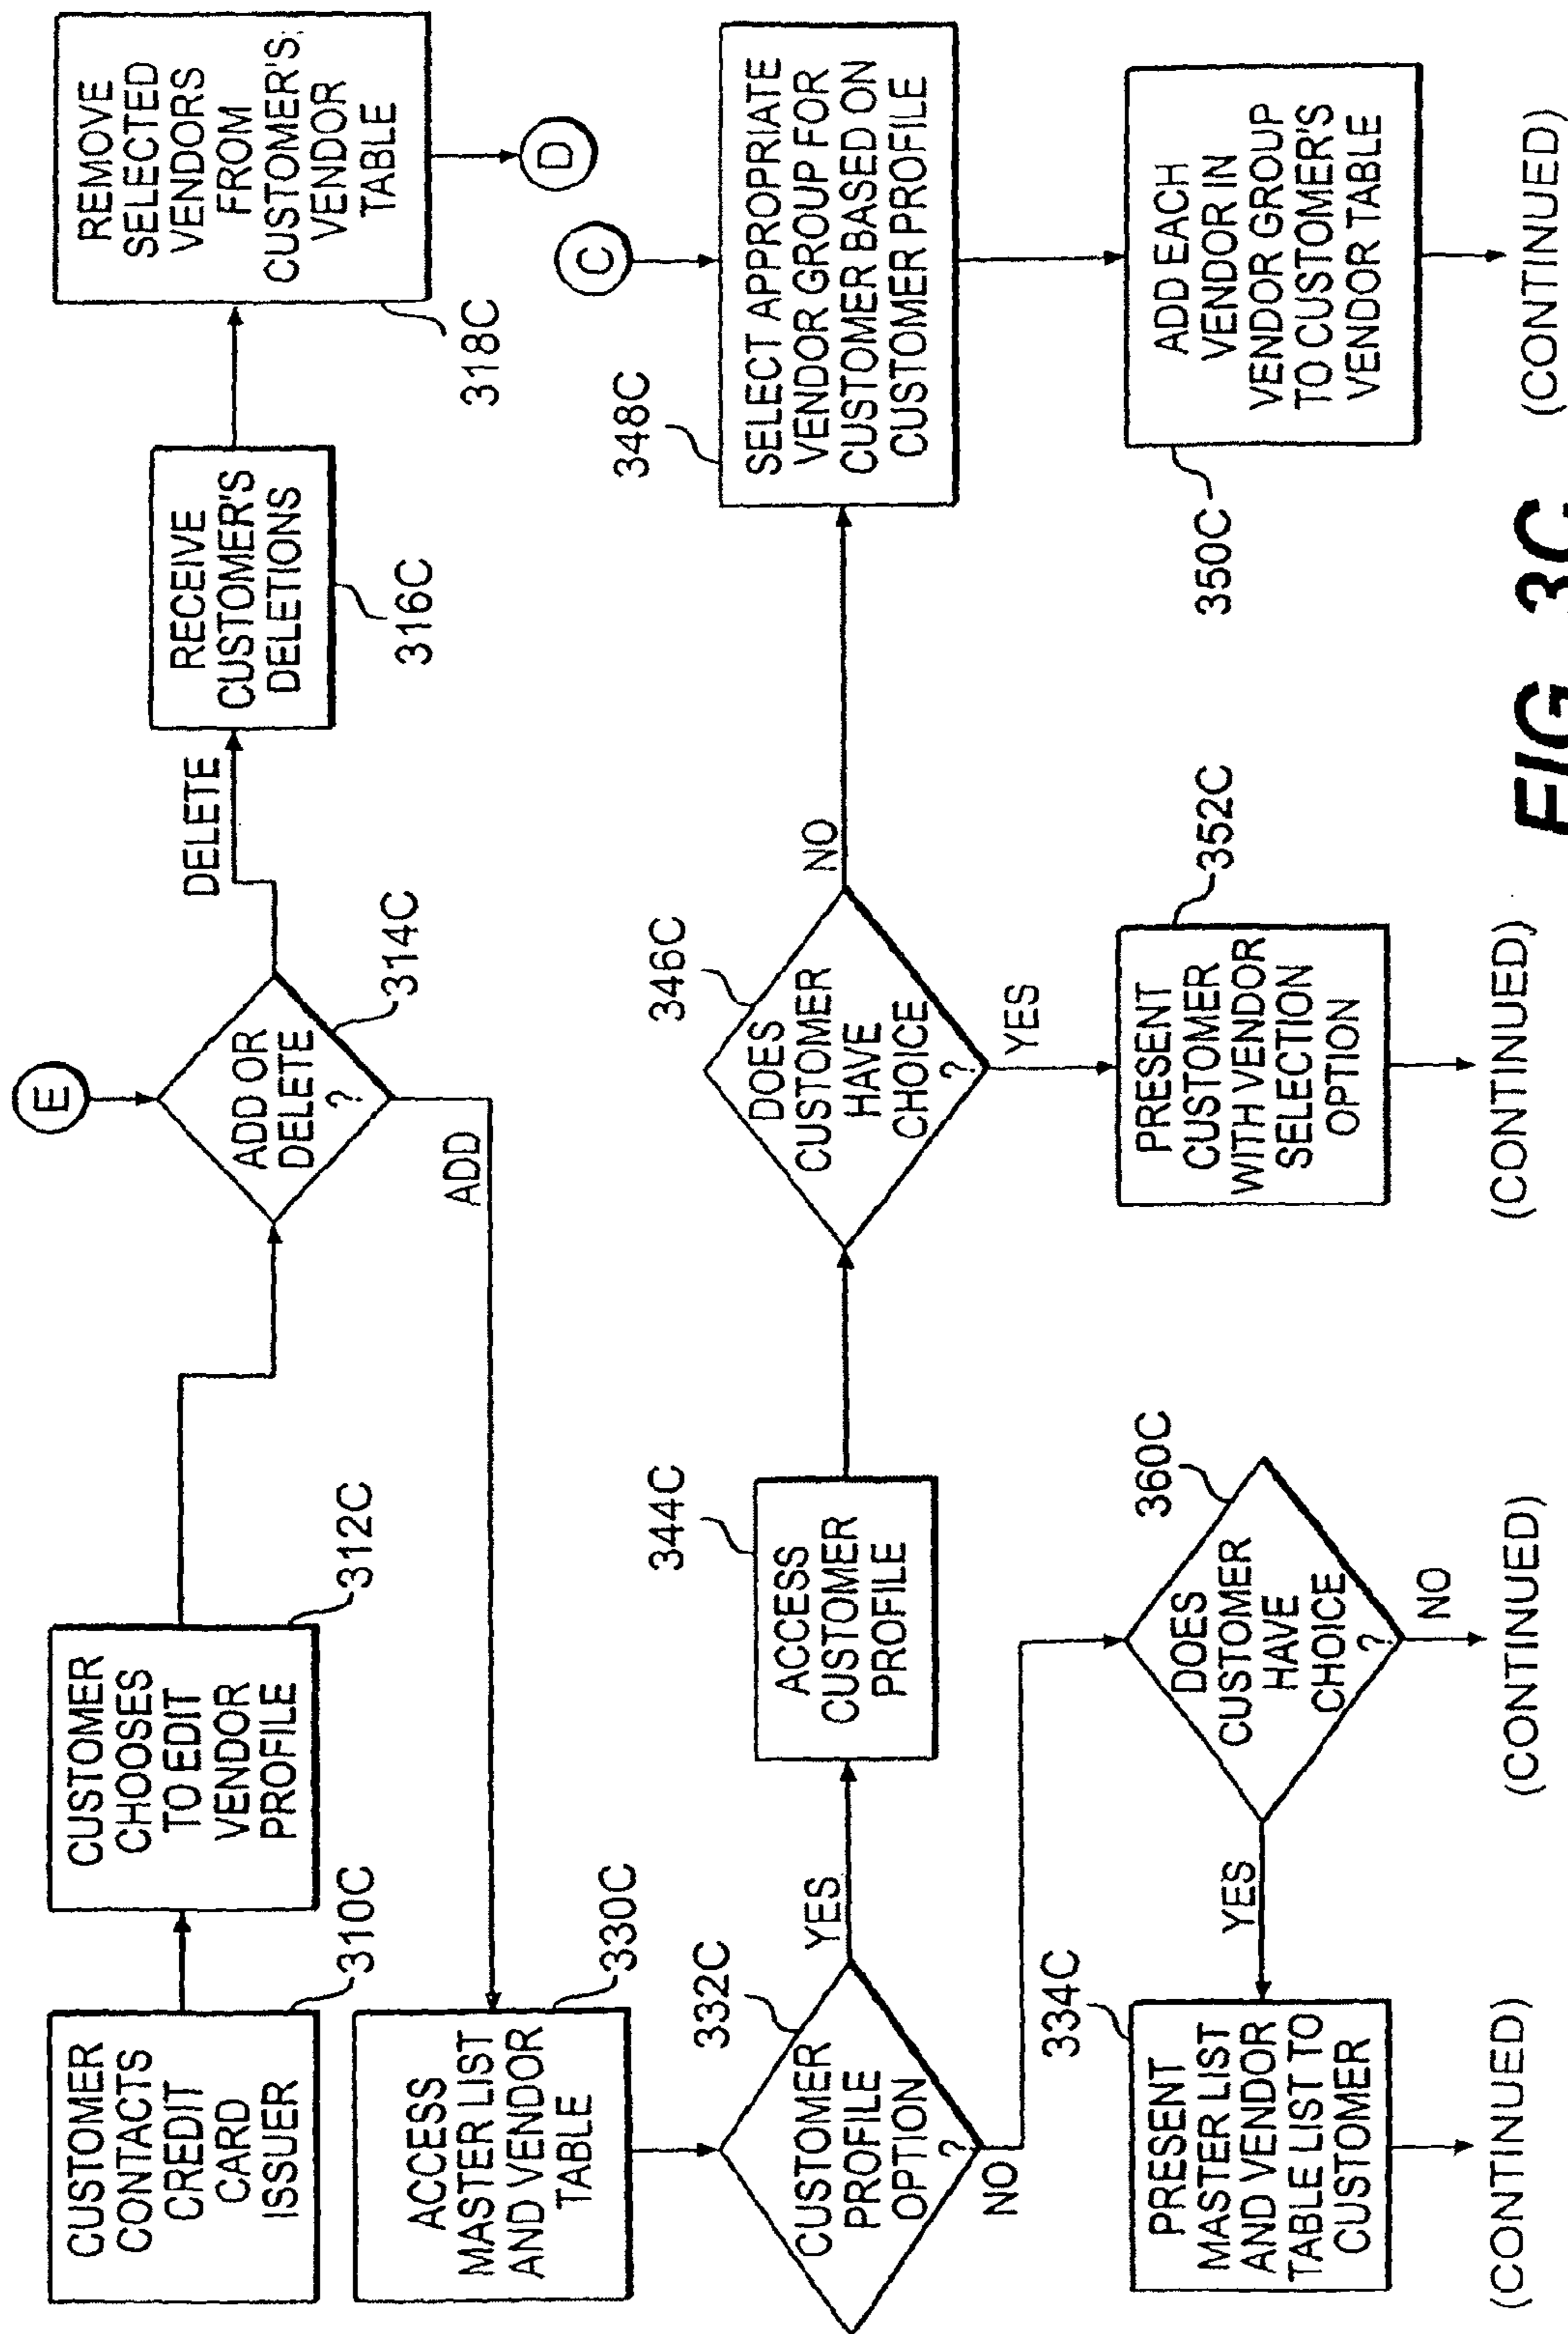 E
CUSTOMER
CONTACTS
CREDIT
CARD
ISSUER
310C
CUSTOMER
CHOOSES
TO EDIT
VENDOR
PROFILE
312C
ADD OR
DELETE
?
314C
DELETE
ADD
RECEIVE
CUSTOMER'S
DELETIONS
316C
REMOVE
SELECTED
VENDORS
FROM
CUSTOMER'S
VENDOR
TABLE
318C
D
ACCESS
MASTER LIST
AND VENDOR
TABLE
330C
CUSTOMER
PROFILE
OPTION
?
332C
YES
NO
ACCESS
CUSTOMER
PROFILE
344C
DOES
CUSTOMER
HAVE
CHOICE
?
346C
NO
YES
C
SELECT APPROPRIATE
VENDOR GROUP FOR
CUSTOMER BASED ON
CUSTOMER PROFILE
348C
PRESENT
MASTER LIST
AND VENDOR
TABLE LIST TO
CUSTOMER
334C
YES
DOES
CUSTOMER
HAVE
CHOICE
?
360C
NO
PRESENT
CUSTOMER
WITH VENDOR
SELECTION
OPTION
352C
ADD EACH
VENDOR IN
VENDOR GROUP
TO CUSTOMER'S
VENDOR TABLE
350C
(CONTINUED)
(CONTINUED)
(CONTINUED)
(CONTINUED)
FIG 3C